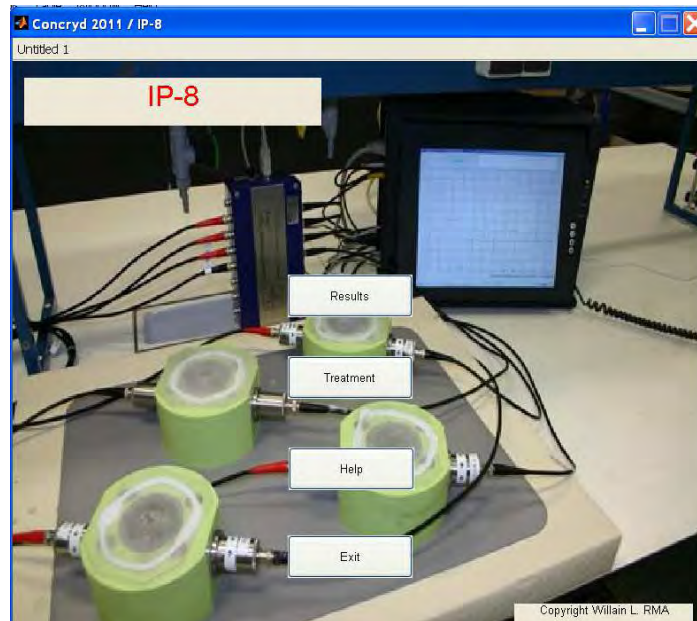 Concryd 2011 / IP-8
Untitled 1
IP-8
Results
Treatment
Help
Exit
Copyright Willain L. RMA